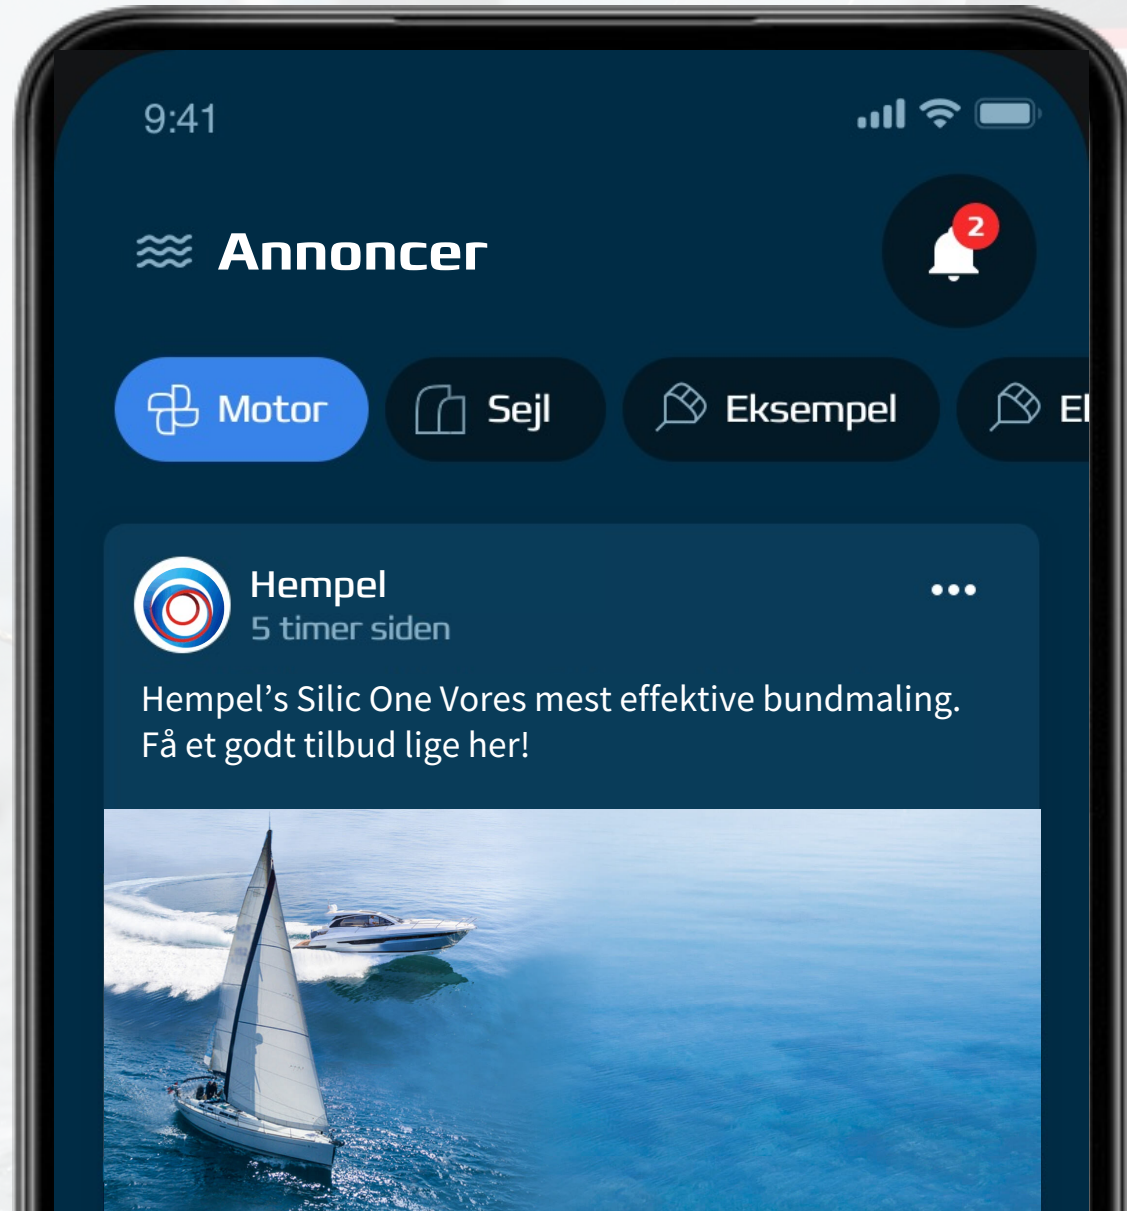 9:41
Annoncer
2
Motor
Sejl
Eksempel
Hempel
5 timer siden
Hempel’s Silic One Vores mest effektive bundmaling.
Få et godt tilbud lige her!